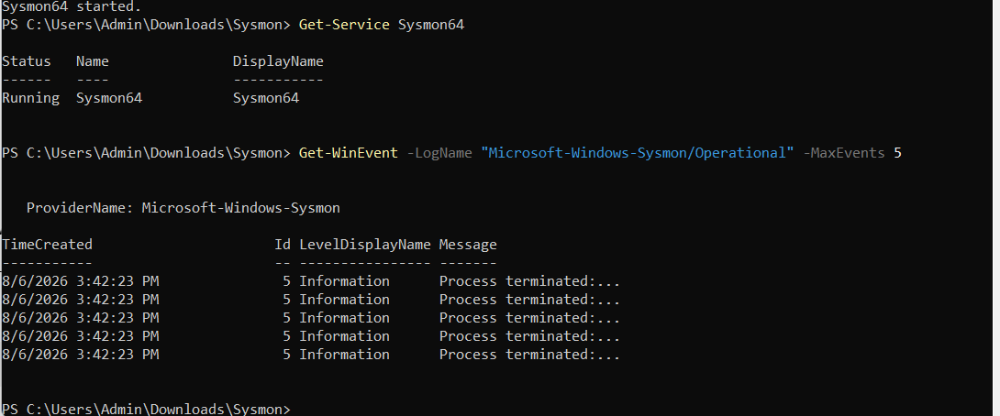 Sysmon64 started.
PS C:\Users\Admin\Downloads\Sysmon> Get-Service Sysmon64
Status   Name               DisplayName
------   ----               -----------
Running  Sysmon64           Sysmon64
PS C:\Users\Admin\Downloads\Sysmon> Get-WinEvent -LogName "Microsoft-Windows-Sysmon/Operational" -MaxEvents 5
   ProviderName: Microsoft-Windows-Sysmon
TimeCreated                      Id LevelDisplayName Message
-----------                      -- ---------------- -------
8/6/2026 3:42:23 PM               5 Information      Process terminated:...
8/6/2026 3:42:23 PM               5 Information      Process terminated:...
8/6/2026 3:42:23 PM               5 Information      Process terminated:...
8/6/2026 3:42:23 PM               5 Information      Process terminated:...
8/6/2026 3:42:23 PM               5 Information      Process terminated:...
PS C:\Users\Admin\Downloads\Sysmon>